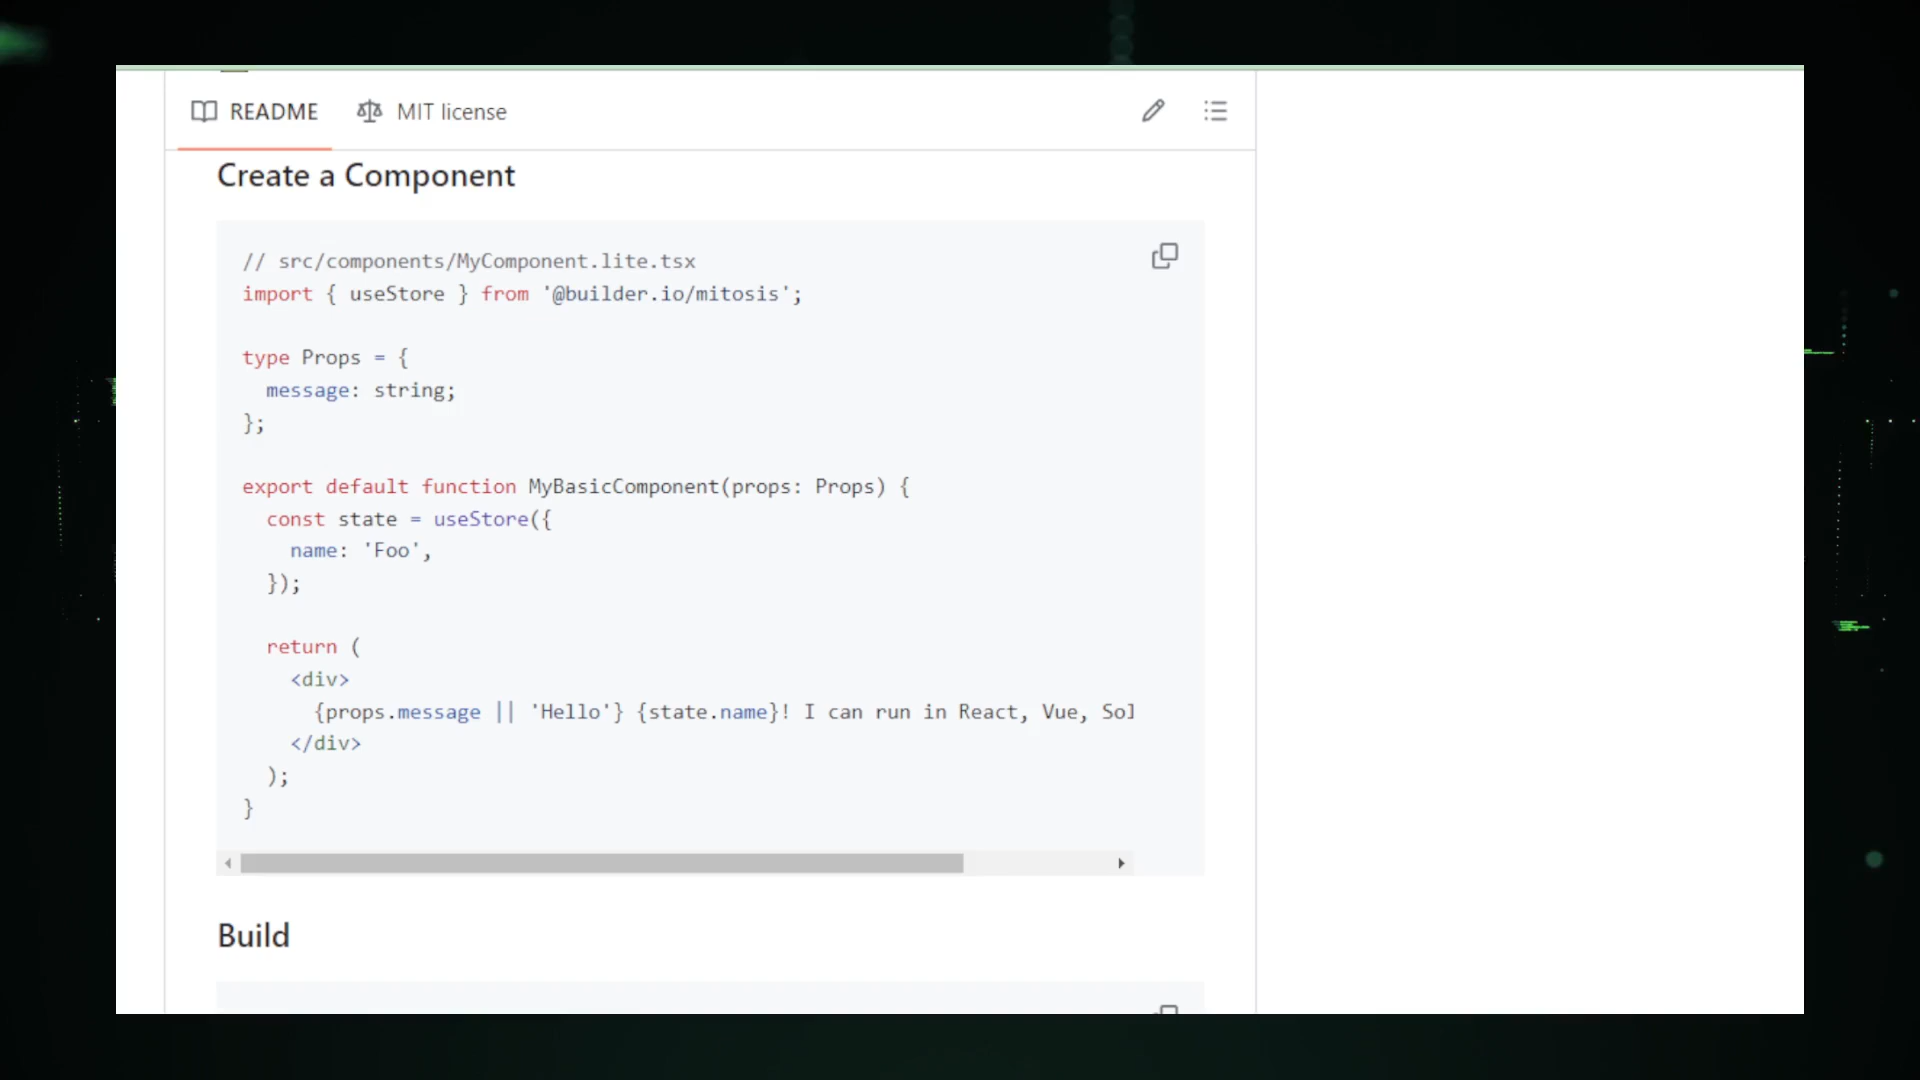 README MIT license
Create a Component
// src/components/MyComponent.lite.tsx
import { useStore } from '@builder.io/mitosis';
type Props = {
message: string;
};
export default function MyBasicComponent(props: Props) {
const state = useStore({
name: 'Foo',
});
return (
<div>
{props.message || 'Hello'} {state.name}! I can run in React, Vue, Sol
</div>
);
}
Build